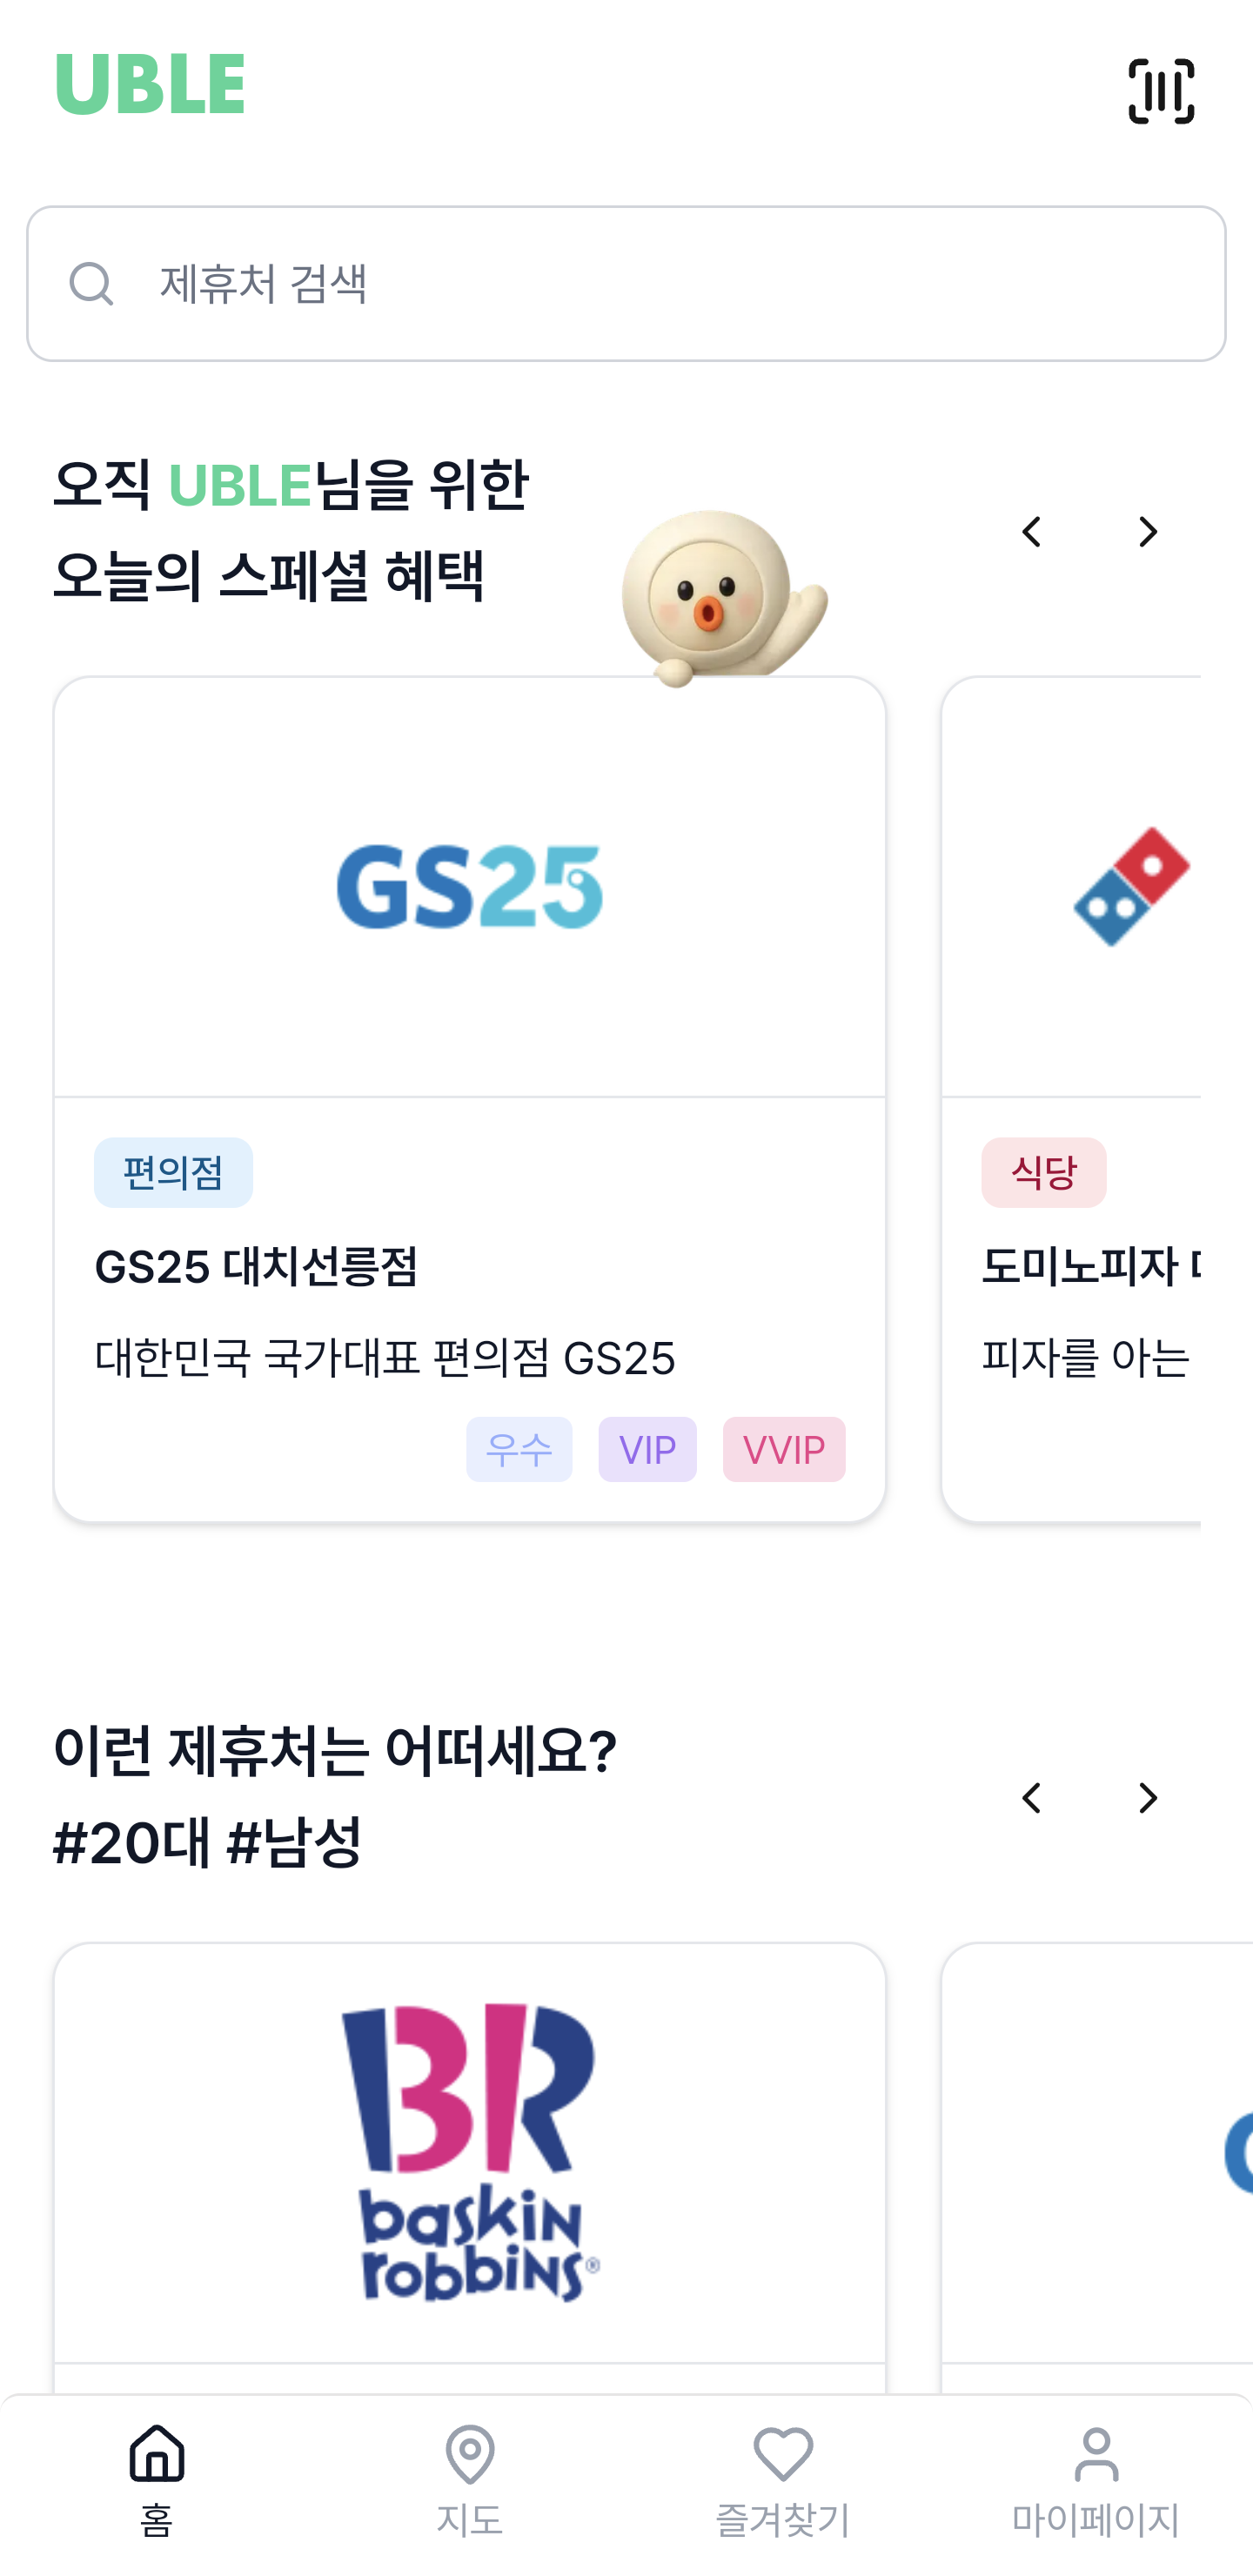 UBLE
제휴처 검색
오직 UBLE님을 위한
오늘의 스페셜 혜택
GS25
편의점
GS25 대치선릉점
대한민국 국가대표 편의점 GS25
우수 VIP VVIP
식당
도미노피자
피자를 아는
이런 제휴처는 어떠세요?
#20대 #남성
BR
baskin
robbins®
홈
지도
즐겨찾기
마이페이지